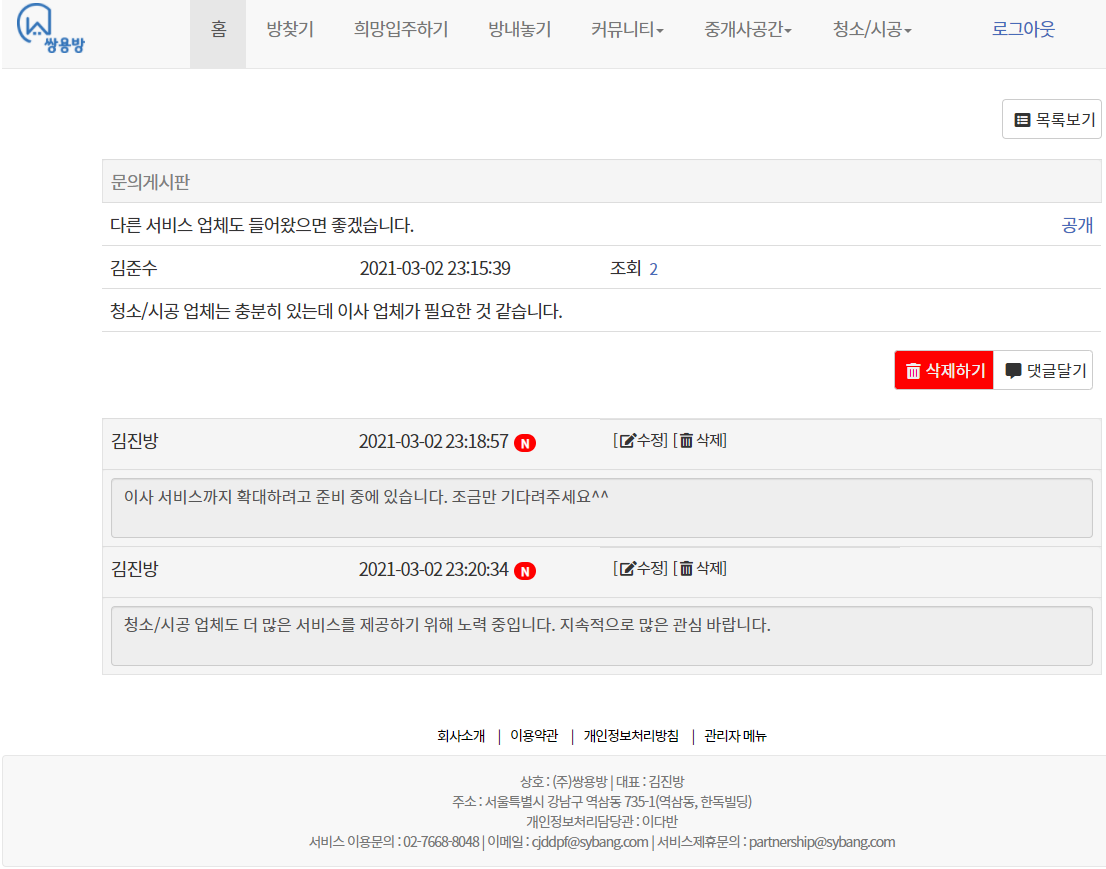 쌍용방
홈 방찾기 희망입주하기 방내놓기 커뮤니티 중개사공간 청소/시공 로그아웃
목록보기
문의게시판
다른 서비스 업체도 들어왔으면 좋겠습니다. 공개
김준수 2021-03-02 23:15:39 조회 2
청소/시공 업체는 충분히 있는데 이사 업체가 필요한 것 같습니다.
삭제하기 댓글달기
김진방 2021-03-02 23:18:57 N [수정] [삭제]
이사 서비스까지 확대하려고 준비 중에 있습니다. 조금만 기다려주세요^^
김진방 2021-03-02 23:20:34 N [수정] [삭제]
청소/시공 업체도 더 많은 서비스를 제공하기 위해 노력 중입니다. 지속적으로 많은 관심 바랍니다.
회사소개 | 이용약관 | 개인정보처리방침 | 관리자 메뉴
상호 : (주)쌍용방 | 대표 : 김진방
주소 : 서울특별시 강남구 역삼동 735-1(역삼동, 한독빌딩)
개인정보처리담당관 : 이다반
서비스 이용문의 : 02-7668-8048 | 이메일 : cjddpf@sybang.com | 서비스제휴문의 : partnership@sybang.com